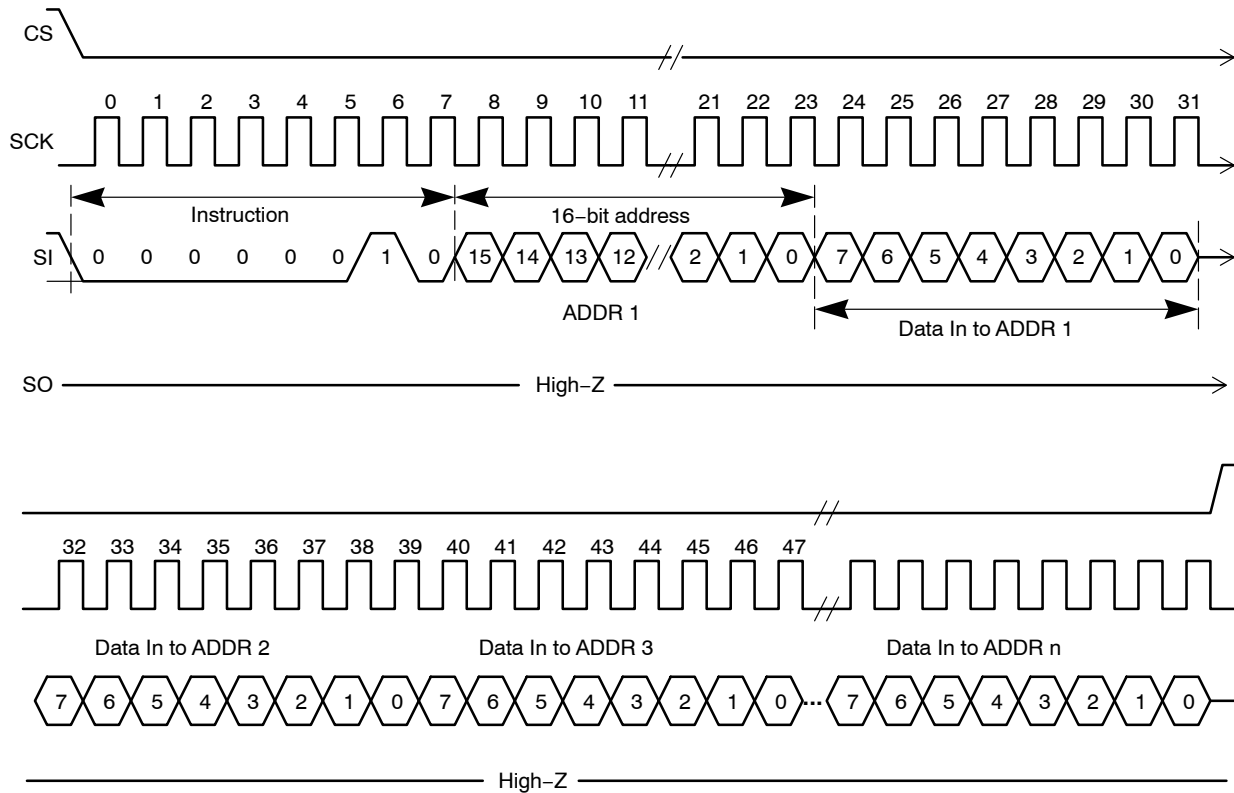 CS
0 1 2 3 4 5 6 7 8 9 10 11 21 22 23 24 25 26 27 28 29 30 31
SCK
Instruction 16−bit address
SI 0 0 0 0 0 0 1 0 15 14 13 12 2 1 0 7 6 5 4 3 2 1 0
ADDR 1 Data In to ADDR 1
SO High−Z
32 33 34 35 36 37 38 39 40 41 42 43 44 45 46 47
Data In to ADDR 2 Data In to ADDR 3 Data In to ADDR n
7 6 5 4 3 2 1 0 7 6 5 4 3 2 1 0 ... 7 6 5 4 3 2 1 0
High−Z